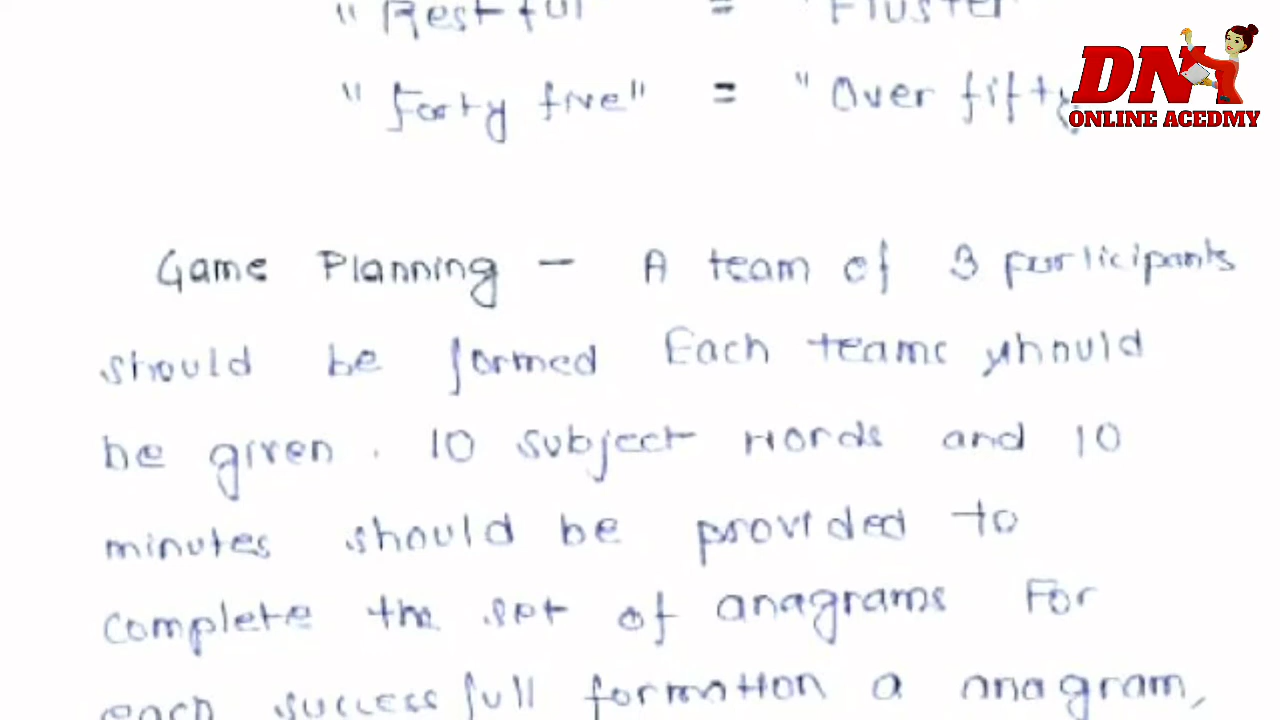 "Restful = "Fluster
"Forty five" = "Over fifty
DN
ONLINE ACEDMY
Game Planning — A team of 3 participants
should be formed Each teams should
be given. 10 subject words and 10
minutes should be provided to
complete the set of anagrams For
each successfull formation a anagram,